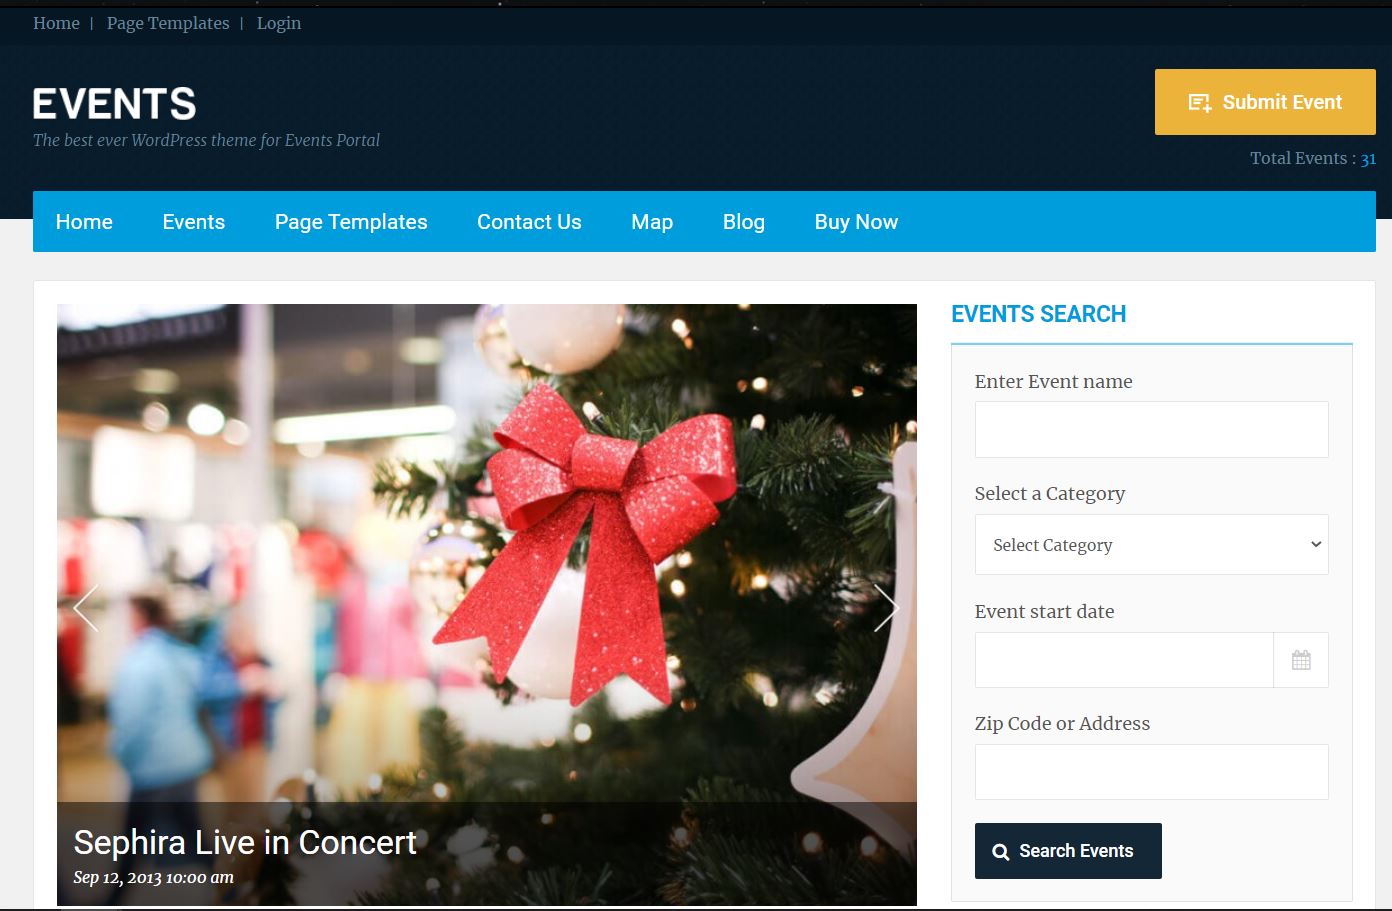 Home | Page Templates | Login
EVENTS
The best ever WordPress theme for Events Portal
Submit Event
Total Events : 31
Home Events Page Templates Contact Us Map Blog Buy Now
Sephira Live in Concert
Sep 12, 2013 10:00 am
EVENTS SEARCH
Enter Event name
Select a Category
Select Category
Event start date
Zip Code or Address
Search Events